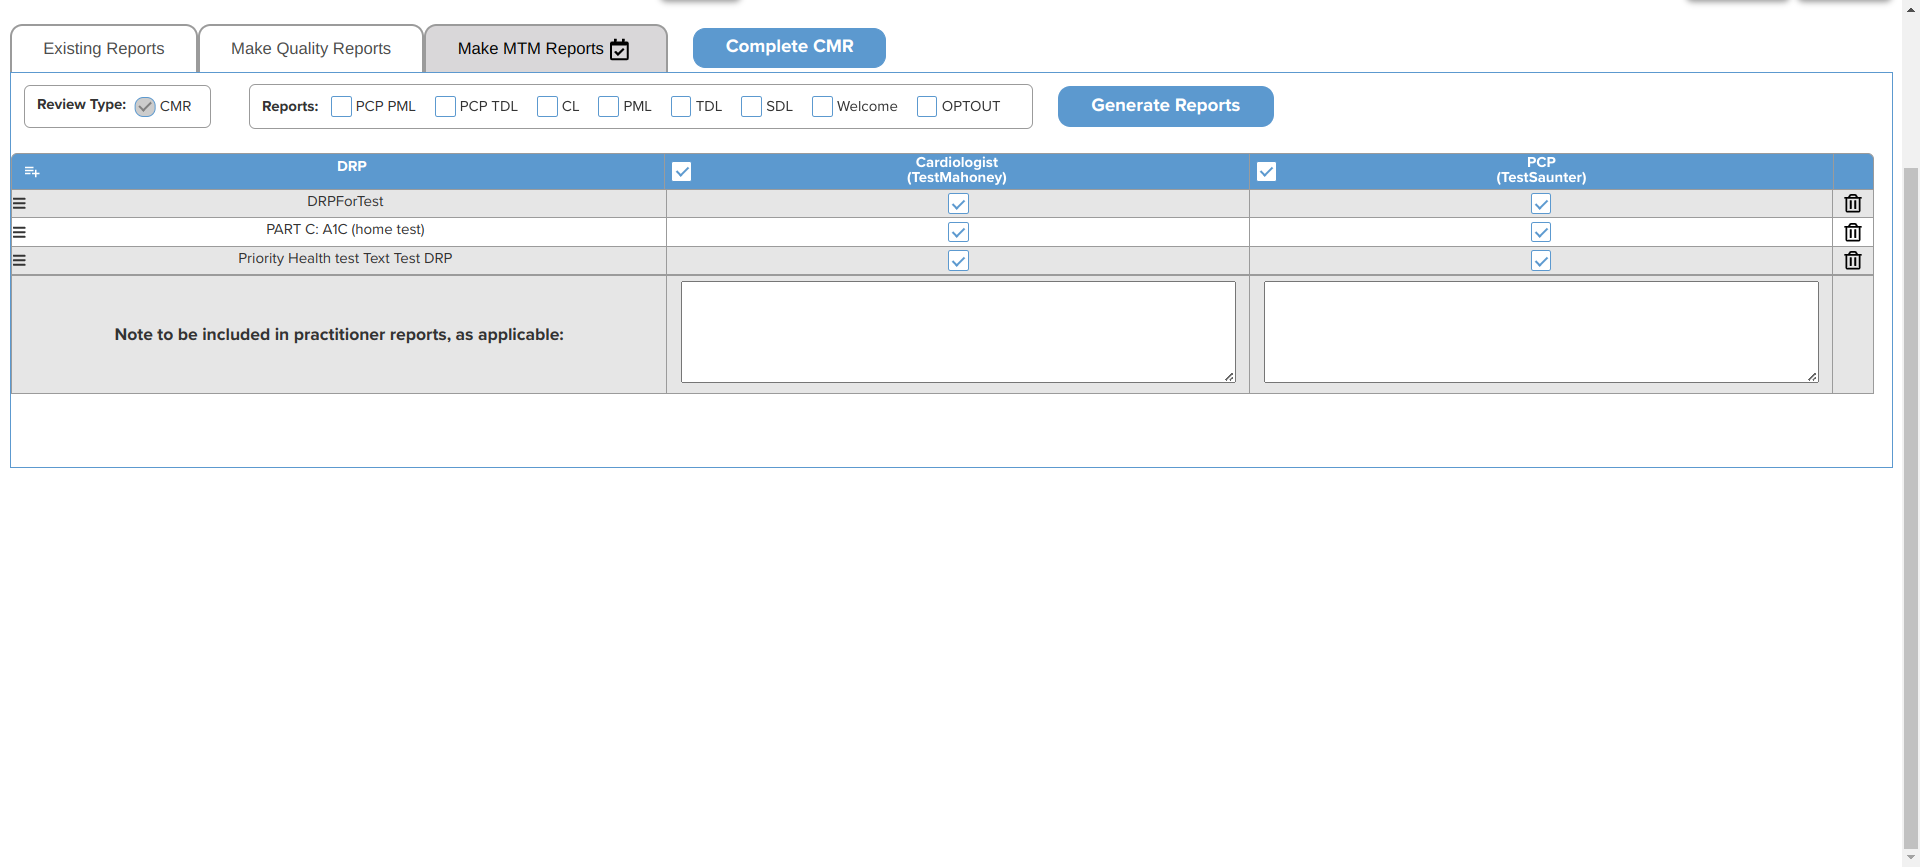 Existing Reports
Make Quality Reports
Make MTM Reports
Complete CMR
Review Type:
CMR
Reports:
PCP PML
PCP TDL
CL
PML
TDL
SDL
Welcome
OPTOUT
Generate Reports
DRP
Cardiologist
(TestMahoney)
PCP
(TestSaunter)
DRPForTest
PART C: A1C (home test)
Priority Health test Text Test DRP
Note to be included in practitioner reports, as applicable: